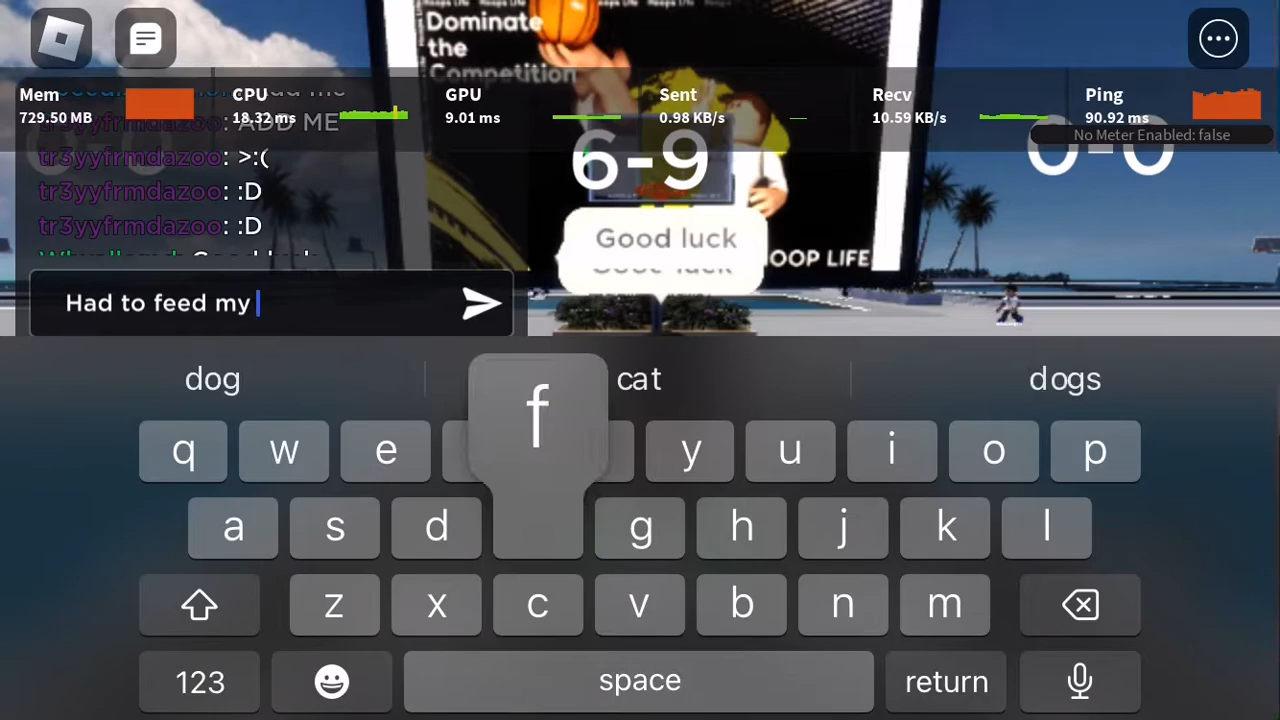 Dominate
the
Competition
Mem
729.50 MB
CPU
18.32 ms
GPU
9.01 ms
Sent
0.98 KB/s
Recv
10.59 KB/s
Ping
90.92 ms
No Meter Enabled: false
add me
: ADD ME
tr3yyfrmdazoo: >:(
tr3yyfrmdazoo: :D
tr3yyfrmdazoo: :D
6-9
0-0
Good luck
OOP LIFE
Had to feed my
dog
cat
dogs
f
q w e y u i o p
a s d g h j k l
z x c v b n m
123
space
return